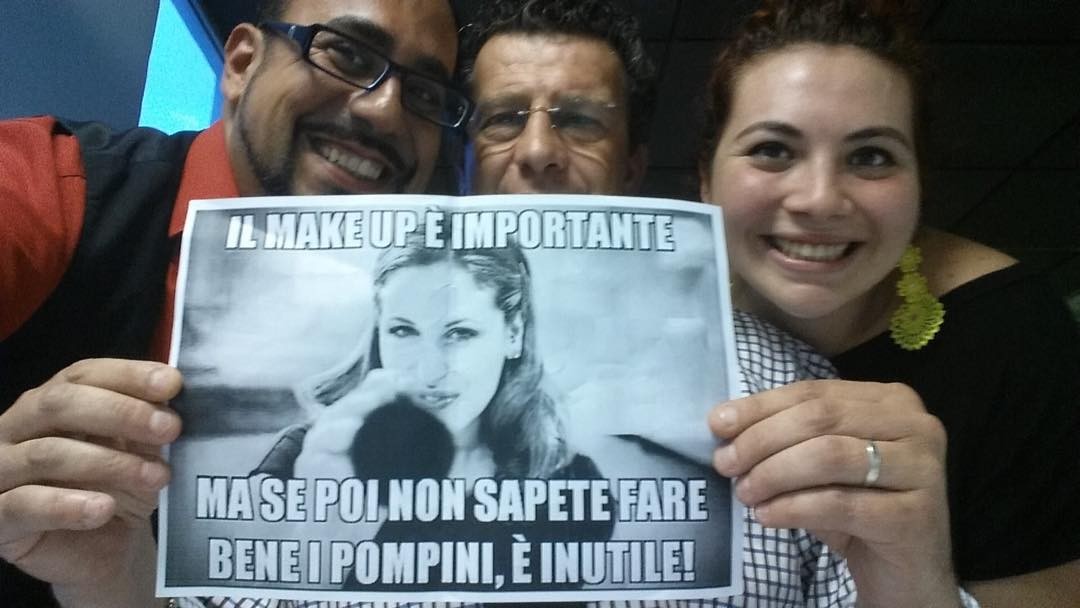 IL MAKE UP È IMPORTANTE
MA SE POI NON SAPETE FARE
BENE I POMPINI, È INUTILE!